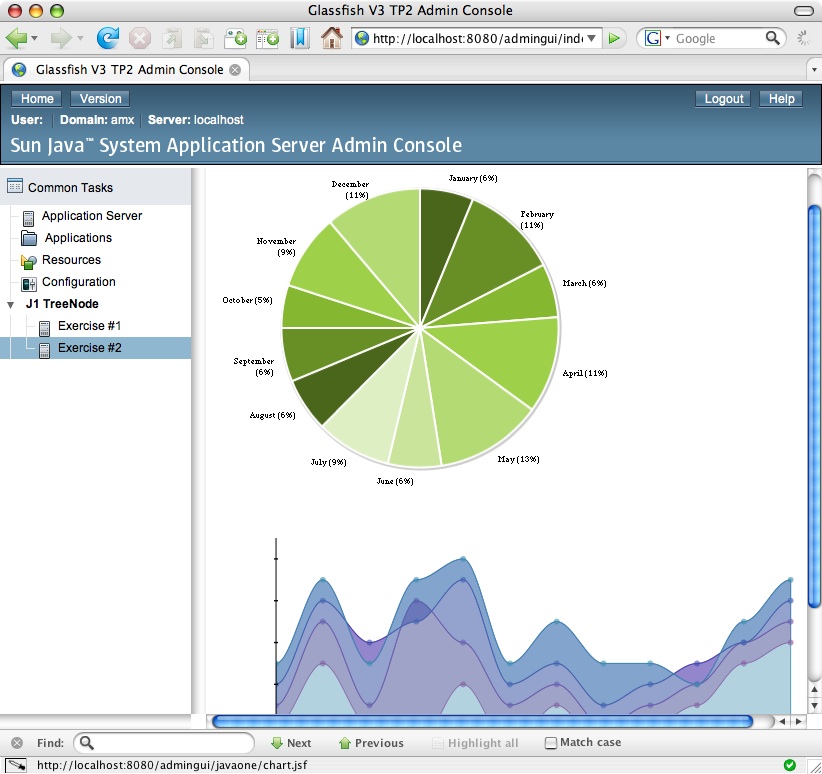 Glassfish V3 TP2 Admin Console
http://localhost:8080/admingui/inde
Google
Glassfish V3 TP2 Admin Console
Home Version Logout Help
User: Domain: amx Server: localhost
Sun Java™ System Application Server Admin Console
Common Tasks
Application Server
Applications
Resources
Configuration
J1 TreeNode
Exercise #1
Exercise #2
January (6%)
February
(11%)
March (6%)
April (11%)
May (13%)
June (6%)
July (9%)
August (6%)
September
(6%)
October (5%)
November
(9%)
December
(11%)
Find: Next Previous Highlight all Match case
http://localhost:8080/admingui/javaone/chart.jsf